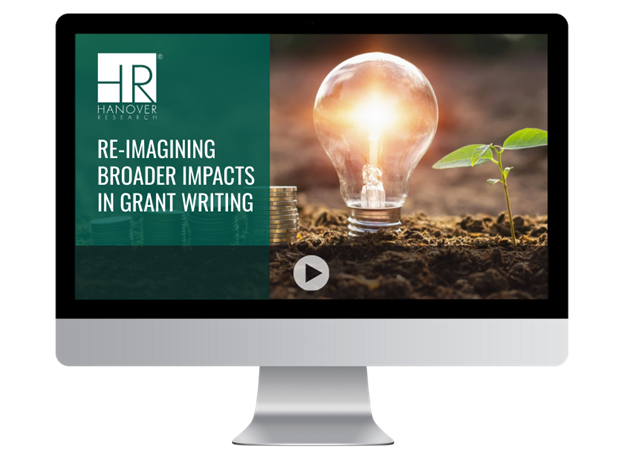 HR®
HANOVER
RESEARCH
RE-IMAGINING
BROADER IMPACTS
IN GRANT WRITING